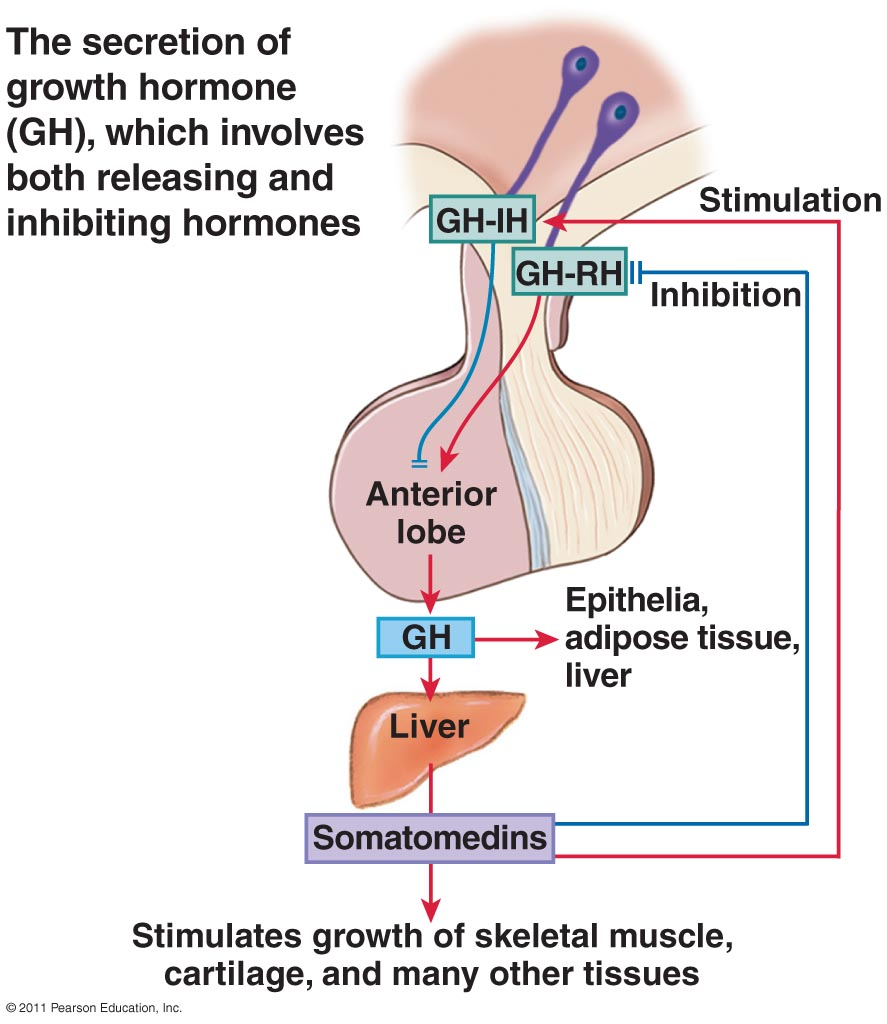 The secretion of
growth hormone
(GH), which involves
both releasing and
inhibiting hormones
GH-IH
Stimulation
GH-RH
Inhibition
Anterior
lobe
GH
Epithelia,
adipose tissue,
liver
Liver
Somatomedins
Stimulates growth of skeletal muscle,
cartilage, and many other tissues
© 2011 Pearson Education, Inc.